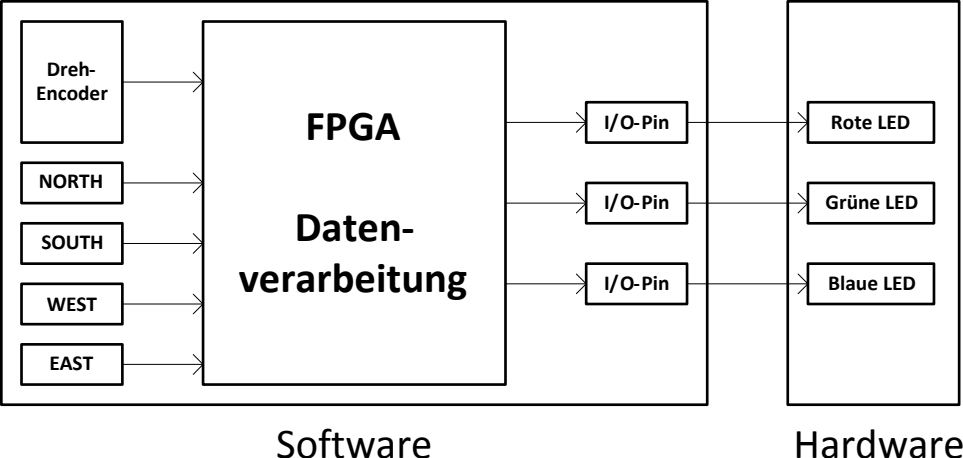 Dreh-
Encoder
NORTH
SOUTH
WEST
EAST
FPGA
Daten-
verarbeitung
I/O-Pin
I/O-Pin
I/O-Pin
Rote LED
Grüne LED
Blaue LED
Software
Hardware